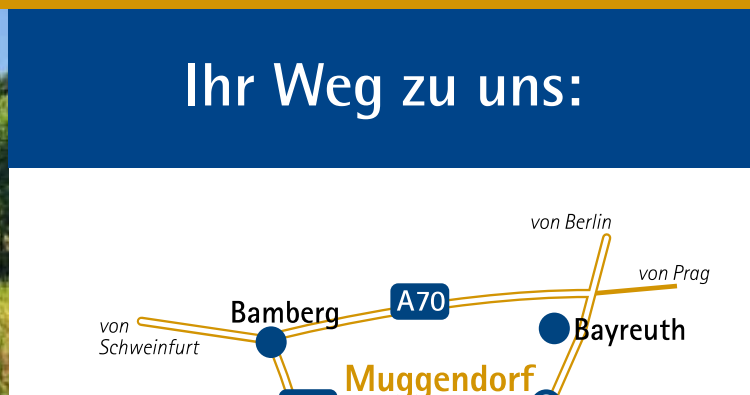 Ihr Weg zu uns:
von Berlin
von Prag
A70
Bamberg
von
Schweinfurt
Bayreuth
Muggendorf